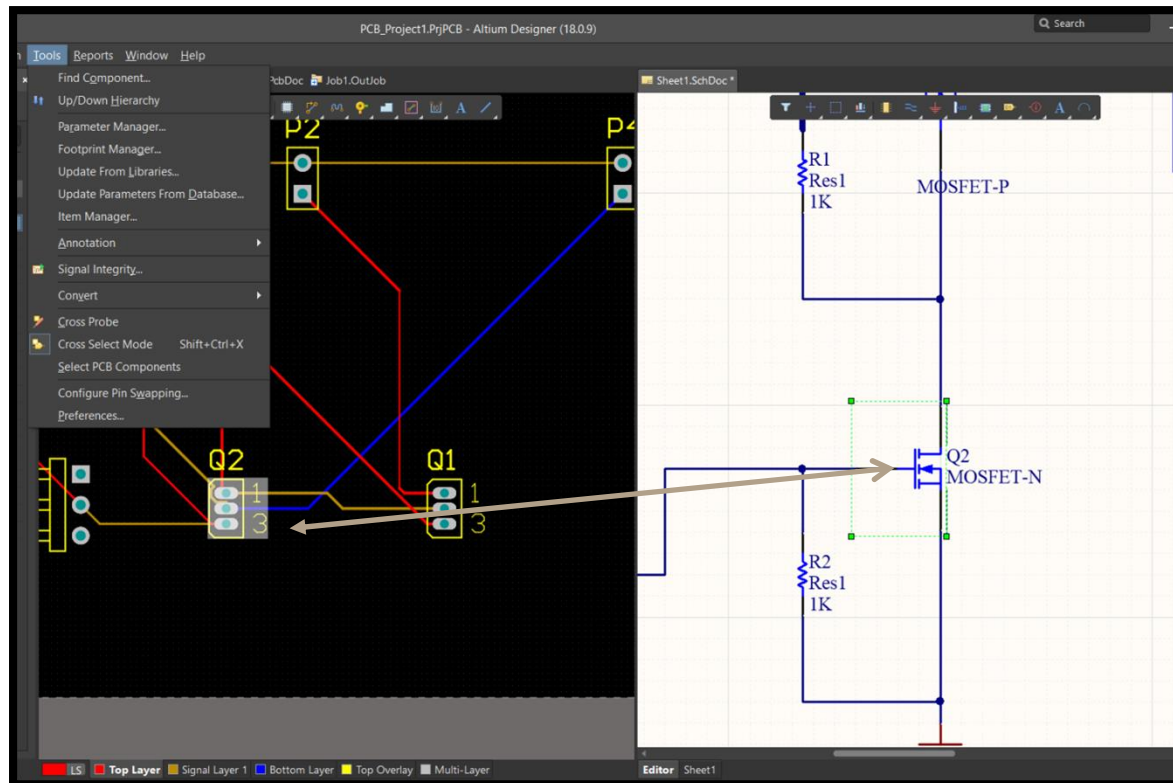 PCB_Project1.PrjPCB - Altium Designer (18.0.9)
Search
Tools Reports Window Help
PcbDoc Job1.OutJob
Sheet1.SchDoc *
Find Component...
Up/Down Hierarchy
Parameter Manager...
Footprint Manager...
Update From Libraries...
Update Parameters From Database...
Item Manager...
Annotation
Signal Integrity...
Convert
Cross Probe
Cross Select Mode Shift+Ctrl+X
Select PCB Components
Configure Pin Swapping...
Preferences...
P2
Q2
1
3
Q1
1
3
R1
Res1
1K
MOSFET-P
Q2
MOSFET-N
R2
Res1
1K
LS Top Layer Signal Layer 1 Bottom Layer Top Overlay Multi-Layer
Editor Sheet1